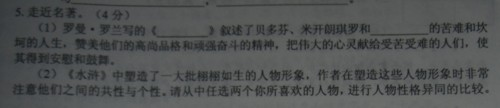 5.走近名著。(4分)
(1)罗曼·罗兰写的《________》叙述了贝多芬、米开朗琪罗和________的苦难和坎
坷的人生，赞美他们的高尚品格和顽强奋斗的精神，把伟大的心灵献给受苦受难的人们，使
其得到安慰和鼓舞。
(2)《水浒》中塑造了一大批栩栩如生的人物形象，作者在塑造这些人物形象时非常
注意他们之间的共性与个性。请从中任选两个你所喜欢的人物，进行人物性格异同的比较。